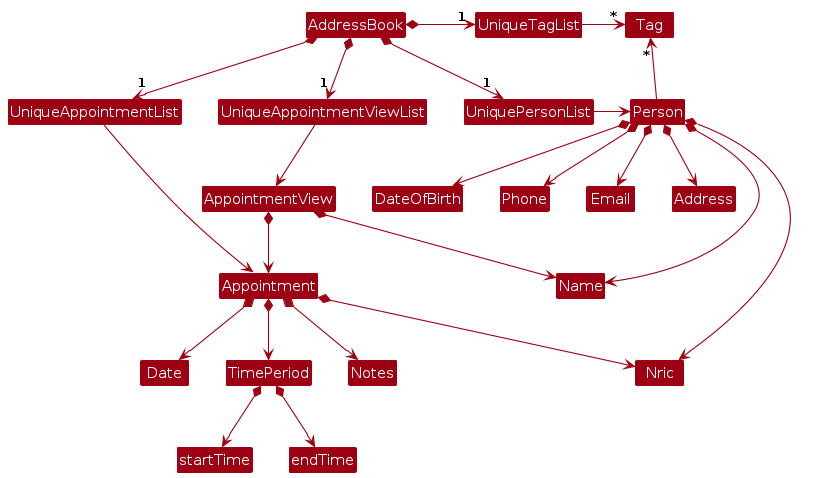 AddressBook
1
UniqueTagList
*
Tag
*
1
1
1
UniqueAppointmentList
UniqueAppointmentViewList
UniquePersonList
Person
AppointmentView
DateOfBirth
Phone
Email
Address
Appointment
Name
Date
TimePeriod
Notes
Nric
startTime
endTime